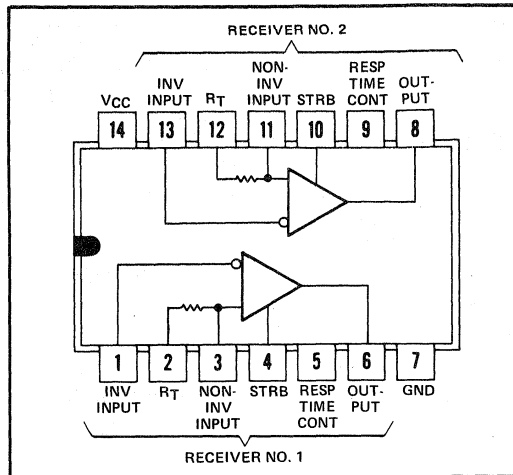 RECEIVER NO. 2
VCC
INV INPUT
RT
NON-INV INPUT
STRB
RESP TIME CONT
OUT-PUT
14 13 12 11 10 9 8
1 2 3 4 5 6 7
INV INPUT
RT
NON-INV INPUT
STRB
RESP TIME CONT
OUT-PUT
GND
RECEIVER NO. 1